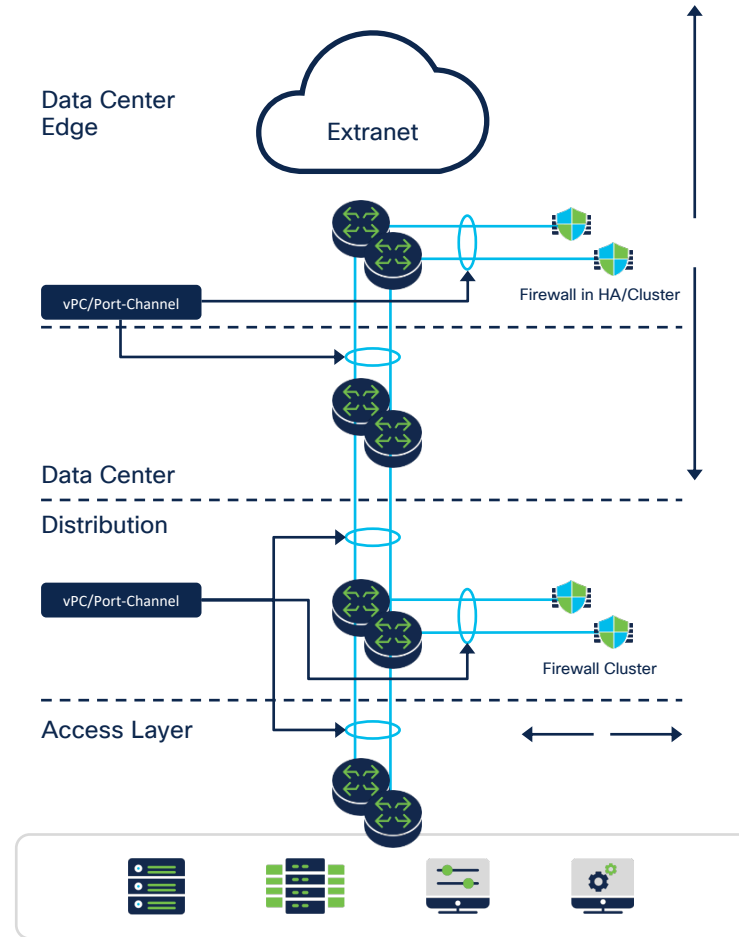 Data Center
Edge
Extranet
Firewall in HA/Cluster
vPC/Port-Channel
Data Center
Distribution
vPC/Port-Channel
Firewall Cluster
Access Layer